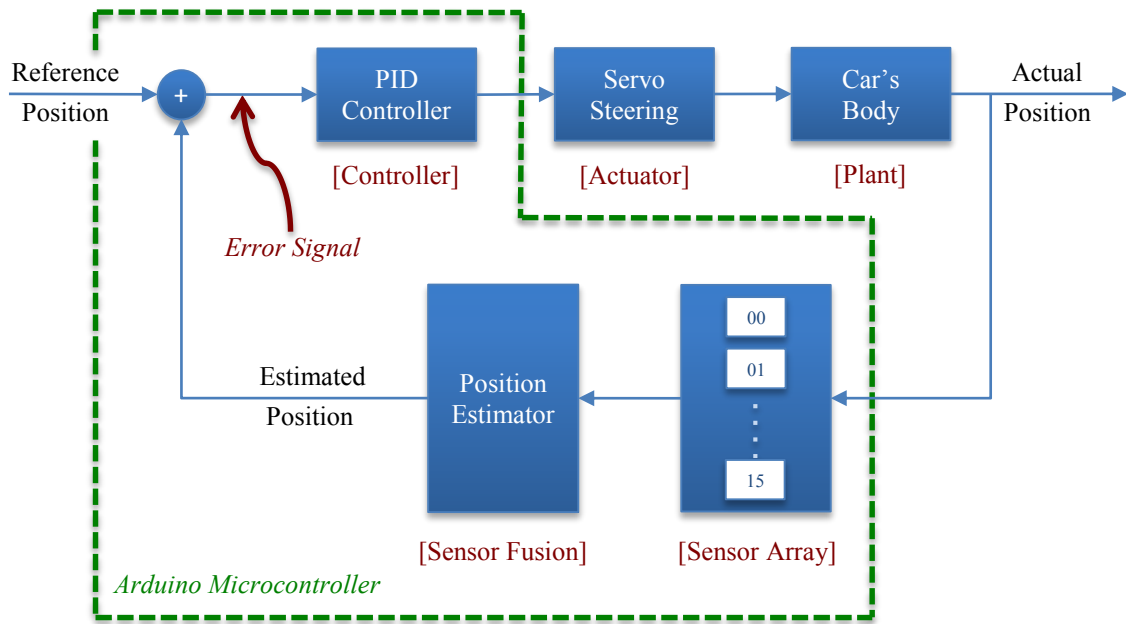 Reference
Position
+
PID
Controller
[Controller]
Servo
Steering
[Actuator]
Car's
Body
[Plant]
Actual
Position
Error Signal
Estimated
Position
Position
Estimator
[Sensor Fusion]
00
01
15
[Sensor Array]
Arduino Microcontroller